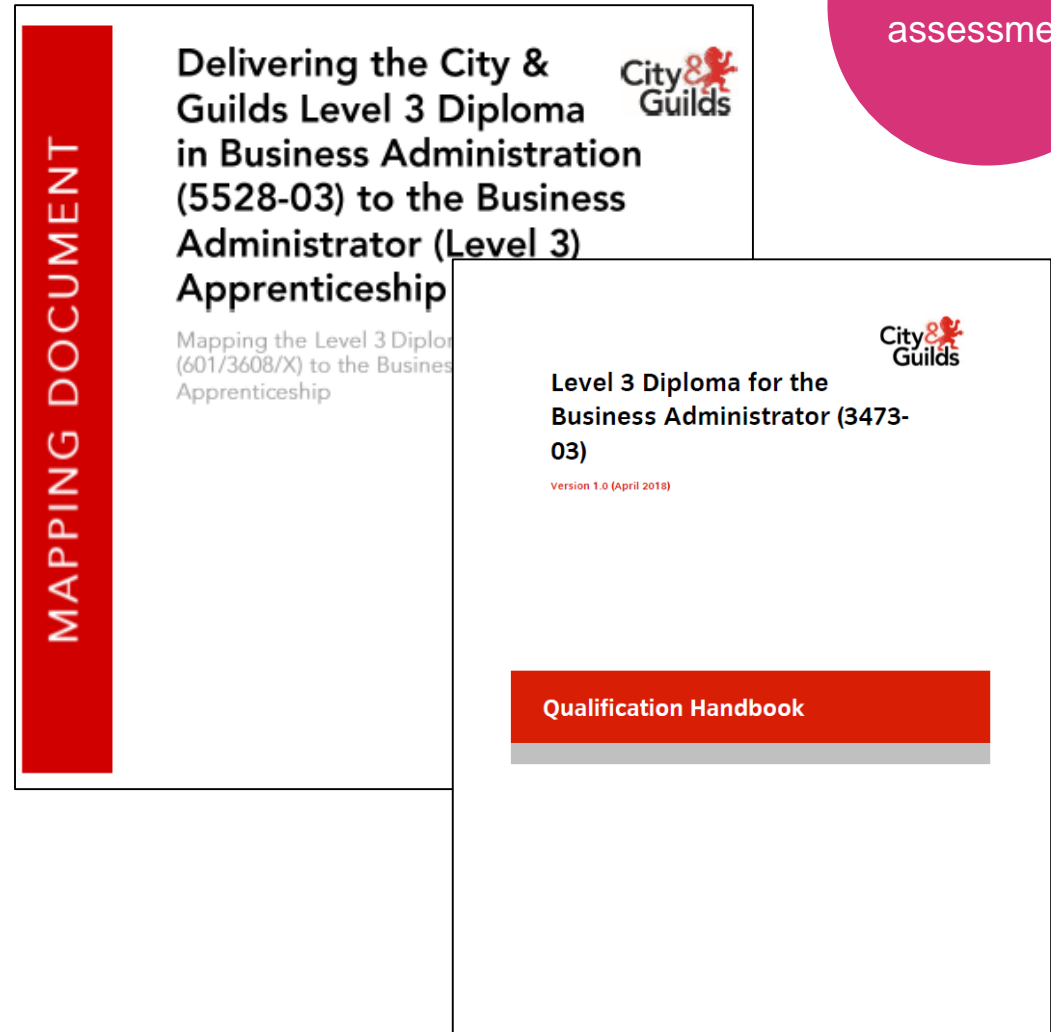 assessme
MAPPING DOCUMENT
Delivering the City &
Guilds Level 3 Diploma
in Business Administration
(5528-03) to the Business
Administrator (Level 3)
Apprenticeship
City&
Guilds
Mapping the Level 3 Diplo
(601/3608/X) to the Busines
Apprenticeship
City&
Guilds
Level 3 Diploma for the
Business Administrator (3473-
03)
Version 1.0 (April 2018)
Qualification Handbook